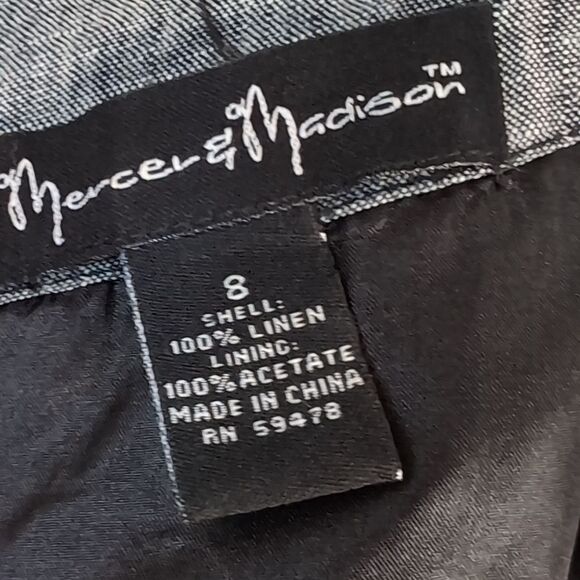 Mercer & Madison™
8
SHELL:
100% LINEN
LINING:
100% ACETATE
MADE IN CHINA
RN 59478